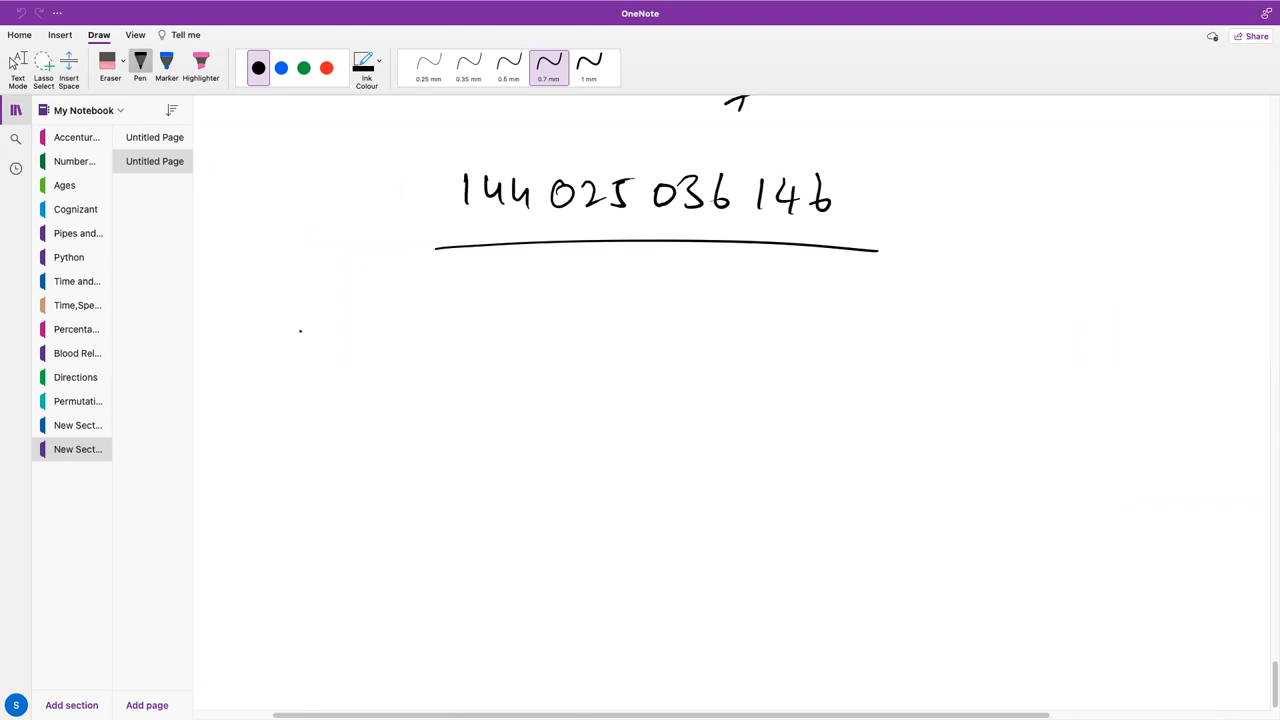 OneNote
Home Insert Draw View Tell me
Share
Text Mode
Lasso Select
Insert Space
Eraser
Pen
Marker
Highlighter
0.25 mm
0.35 mm
0.5 mm
0.7 mm
1 mm
Ink Colour
My Notebook
Accentur...
Number...
Ages
Cognizant
Pipes and...
Python
Time and...
Time,Spe...
Percenta...
Blood Rel...
Directions
Permutati...
New Sect...
New Sect...
Untitled Page
Untitled Page
144 025 036 146
S
Add section
Add page